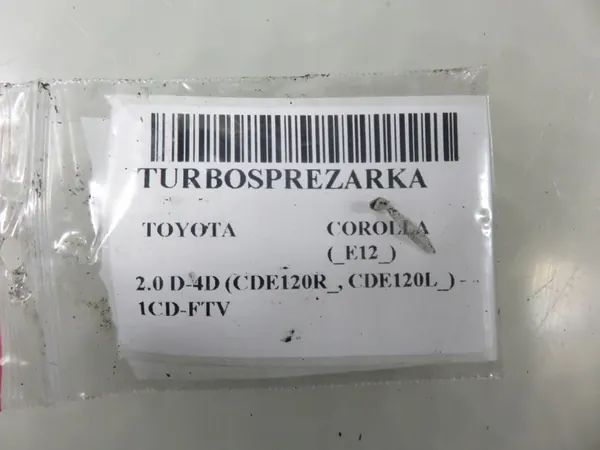 TURBOSPREZARKA
TOYOTA COROLLA
(_E12_)
2.0 D-4D (CDE120R_, CDE120L_) -
1CD-FTV